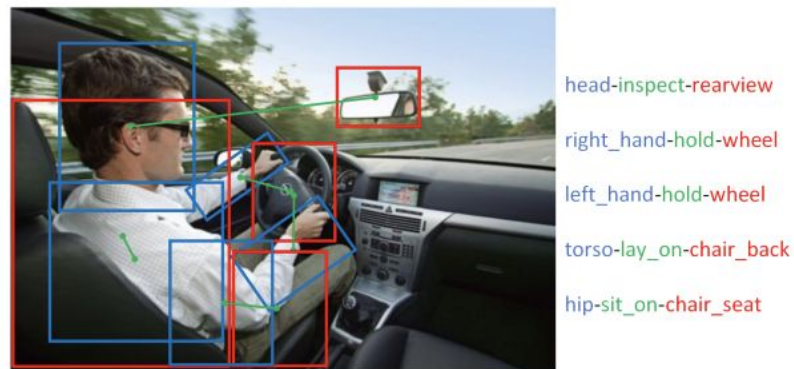 head-inspect-rearview
right_hand-hold-wheel
left_hand-hold-wheel
torso-lay_on-chair_back
hip-sit_on-chair_seat